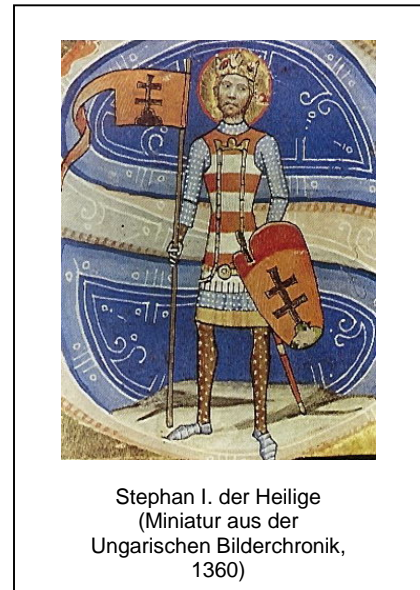 Stephan I. der Heilige
(Miniatur aus der
Ungarischen Bilderchronik,
1360)